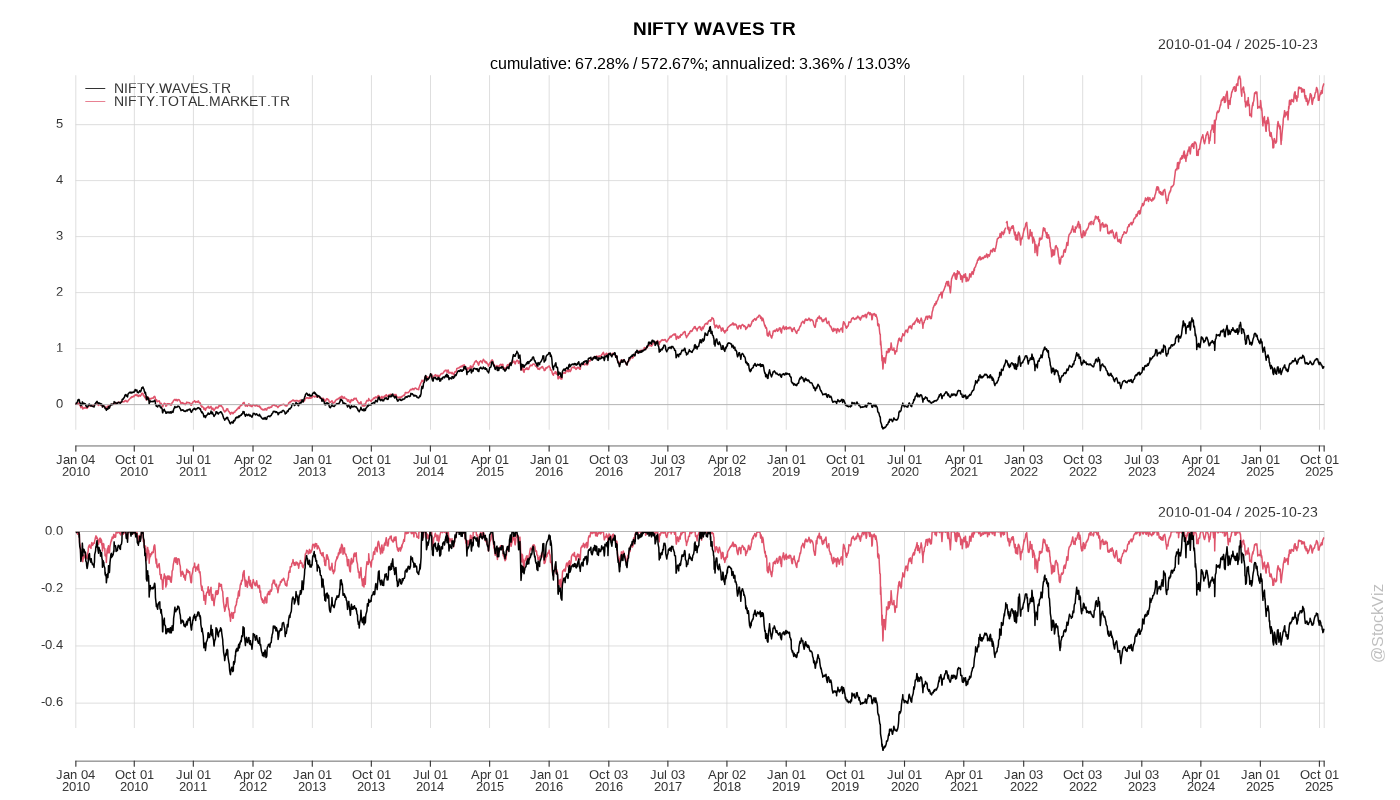 NIFTY WAVES TR
2010-01-04 / 2025-10-23
cumulative: 67.28% / 572.67%; annualized: 3.36% / 13.03%
NIFTY.WAVES.TR
NIFTY.TOTAL.MARKET.TR
5
4
3
2
1
0
Jan 04 Oct 01 Jul 01 Apr 02 Jan 01 Oct 01 Jul 01 Apr 01 Jan 01 Oct 03 Jul 03 Apr 02 Jan 01 Oct 01 Jul 01 Apr 01 Jan 03 Oct 03 Jul 03 Apr 01 Jan 01 Oct 01
2010 2010 2011 2012 2013 2013 2014 2015 2016 2016 2017 2018 2019 2019 2020 2021 2022 2022 2023 2024 2025 2025
2010-01-04 / 2025-10-23
0.0
-0.2
-0.4
-0.6
Jan 04 Oct 01 Jul 01 Apr 02 Jan 01 Oct 01 Jul 01 Apr 01 Jan 01 Oct 03 Jul 03 Apr 02 Jan 01 Oct 01 Jul 01 Apr 01 Jan 03 Oct 03 Jul 03 Apr 01 Jan 01 Oct 01
2010 2010 2011 2012 2013 2013 2014 2015 2016 2016 2017 2018 2019 2019 2020 2021 2022 2022 2023 2024 2025 2025
@StockViz